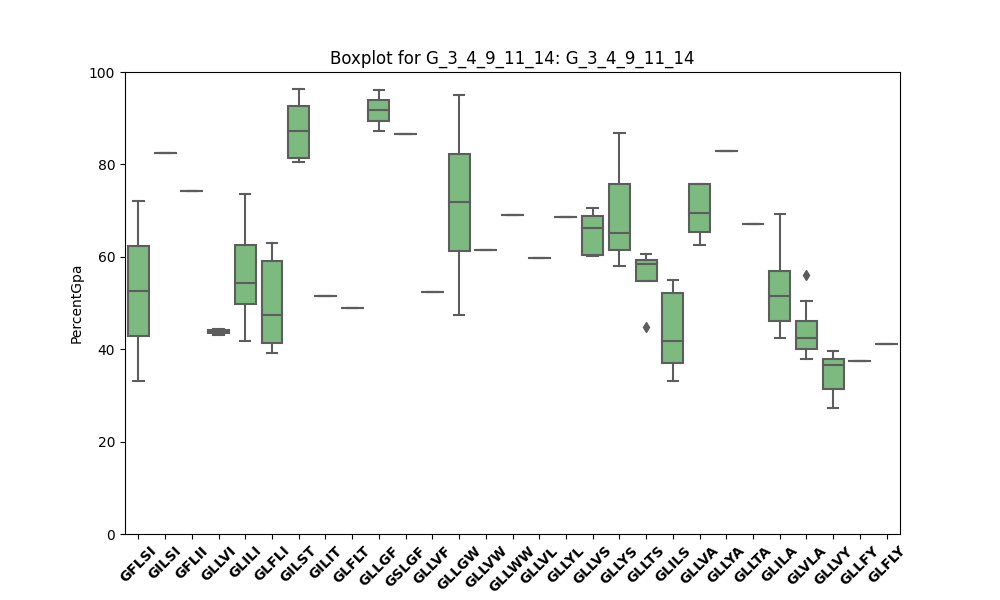 Boxplot for G_3_4_9_11_14: G_3_4_9_11_14
PercentGpa
100
80
60
40
20
0
GFLSI
GILSI
GFLII
GLLVI
GLILI
GLFLI
GILST
GILIT
GLFLT
GLLGF
GSLGF
GLLVF
GLLGW
GLLVW
GLLWW
GLLVL
GLLYL
GLLVS
GLLYS
GLLTS
GLILS
GLLVA
GLLYA
GLLTA
GLILA
GLVLA
GLLVY
GLLFY
GLFLY